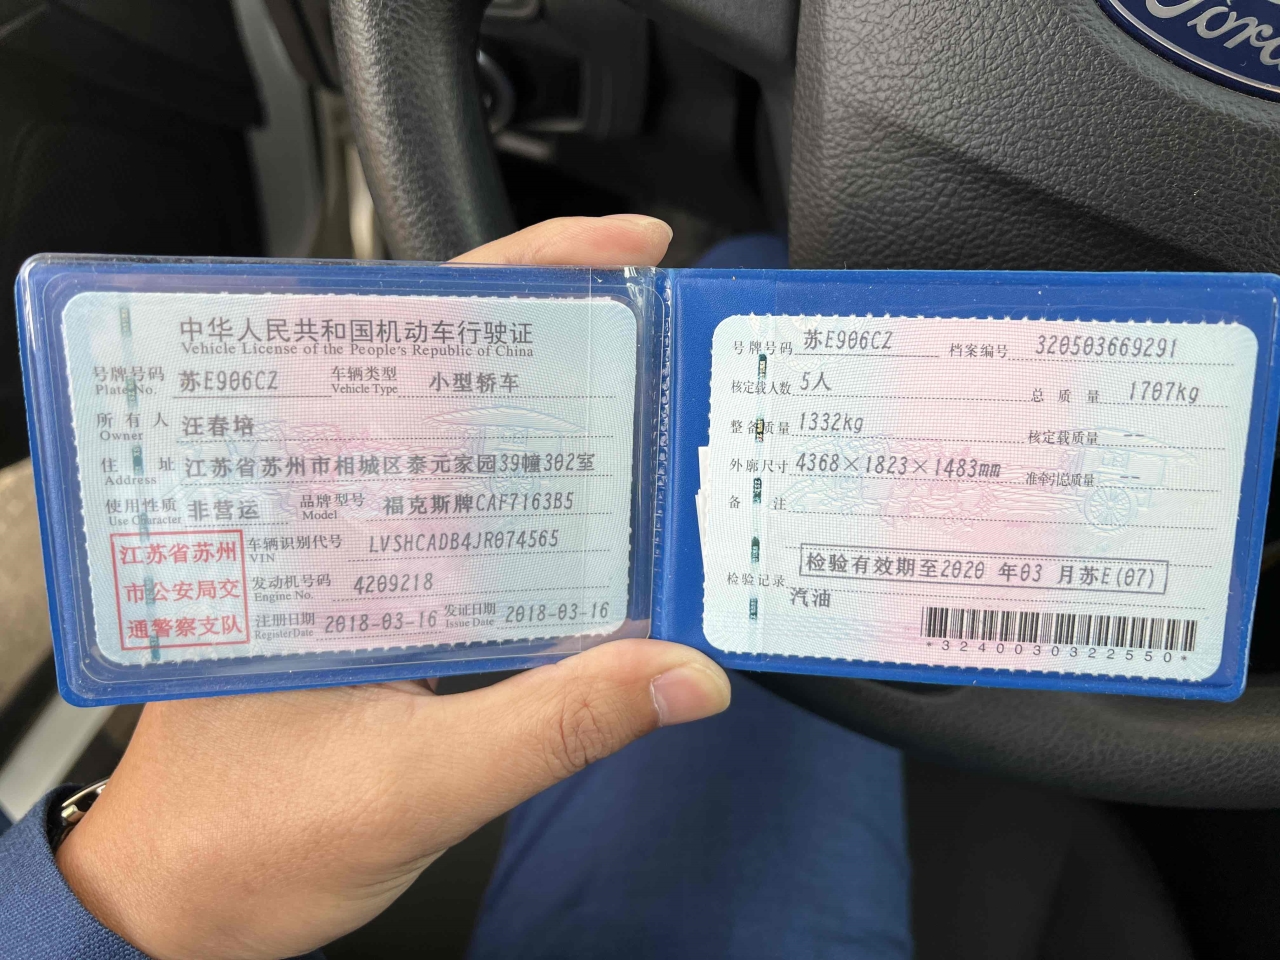 Ford
中华人民共和国机动车行驶证
Vehicle License of the People's Republic of China
号牌号码 苏E906CZ 车辆类型 小型轿车
Plate No. Vehicle Type
所有人 汪春培
Owner
住址 江苏省苏州市相城区泰元家园39幢302室
Address
使用性质 非营运 品牌型号 福克斯牌CAF7163B5
Use Character Model
江苏省苏州
市公安局交
通警察支队
车辆识别代号 LVSHCADB4JR074565
VIN
发动机号码 4209218
Engine No.
注册日期 2018-03-16 发证日期 2018-03-16
Register Date Issue Date
号牌号码 苏E906CZ 档案编号 320503669291
核定载人数 5人 总质量 1707kg
整备质量 1332kg 核定载质量 --
外廓尺寸 4368×1823×1483mm 准牵引总质量 --
备注
检验有效期至2020 年03 月苏E(07)
检验记录
汽油
*3240030322550*